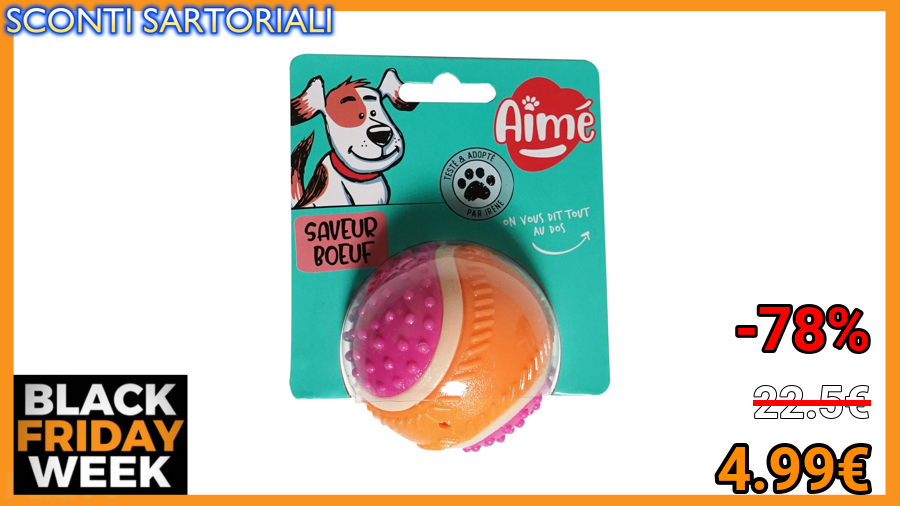 SCONTI SARTORIALI
Aimé
TESTÉ & ADOPTÉ
PAR IRÈNE
ON VOUS DIT TOUT
AU DOS
SAVEUR
BOEUF
-78%
22.5€
4.99€
BLACK
FRIDAY
WEEK